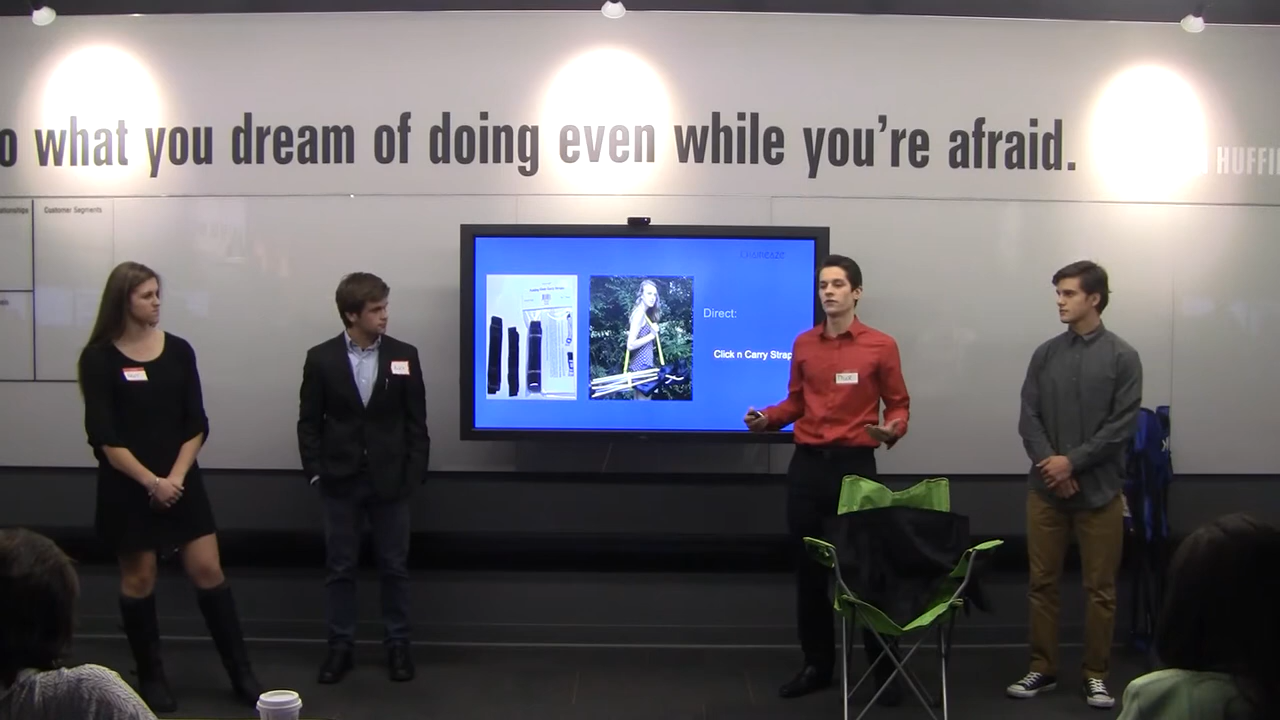 o what you dream of doing even while you're afraid.
HUFFI
Customer Segments
Direct:
Click n Carry Strap